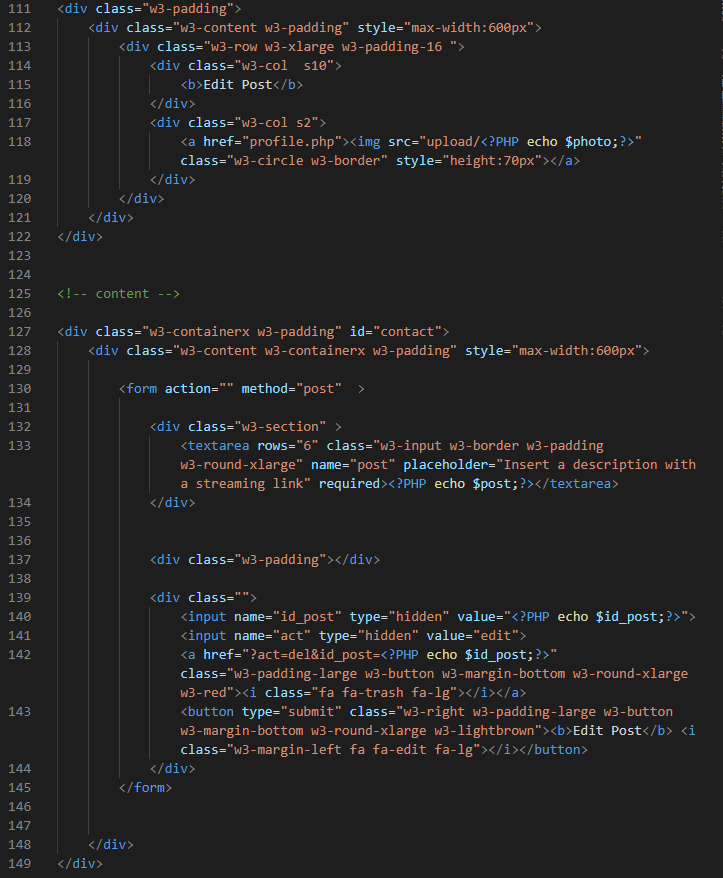 111 <div class="w3-padding">
112 <div class="w3-content w3-padding" style="max-width:600px">
113 <div class="w3-row w3-xlarge w3-padding-16 ">
114 <div class="w3-col  s10">
115 <b>Edit Post</b>
116 </div>
117 <div class="w3-col s2">
118 <a href="profile.php"><img src="upload/<?PHP echo $photo;?>"
class="w3-circle w3-border" style="height:70px"></a>
119 </div>
120 </div>
121 </div>
122 </div>
123
124
125 <!-- content -->
126
127 <div class="w3-containerx w3-padding" id="contact">
128 <div class="w3-content w3-containerx w3-padding" style="max-width:600px">
129
130 <form action="" method="post"  >
131
132 <div class="w3-section" >
133 <textarea rows="6" class="w3-input w3-border w3-padding
w3-round-xlarge" name="post" placeholder="Insert a description with
a streaming link" required><?PHP echo $post;?></textarea>
134 </div>
135
136
137 <div class="w3-padding"></div>
138
139 <div class="">
140 <input name="id_post" type="hidden" value="<?PHP echo $id_post;?>">
141 <input name="act" type="hidden" value="edit">
142 <a href="?act=del&id_post=<?PHP echo $id_post;?>"
class="w3-padding-large w3-button w3-margin-bottom w3-round-xlarge
w3-red"><i class="fa fa-trash fa-lg"></i></a>
143 <button type="submit" class="w3-right w3-padding-large w3-button
w3-margin-bottom w3-round-xlarge w3-lightbrown"><b>Edit Post</b> <i
class="w3-margin-left fa fa-edit fa-lg"></i></button>
144 </div>
145 </form>
146
147
148 </div>
149 </div>